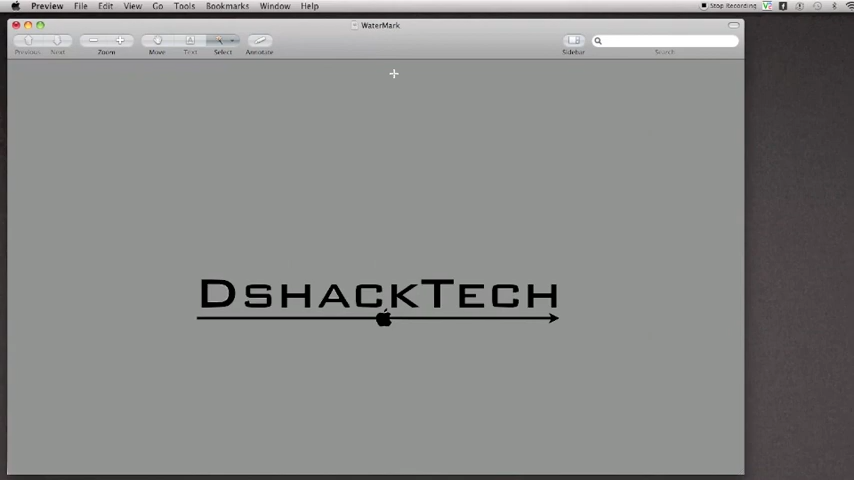 Preview File Edit View Go Tools Bookmarks Window Help Stop Recording
WaterMark
Previous Next Zoom Move Text Select Annotate Sidebar Search
DSHACKTECH